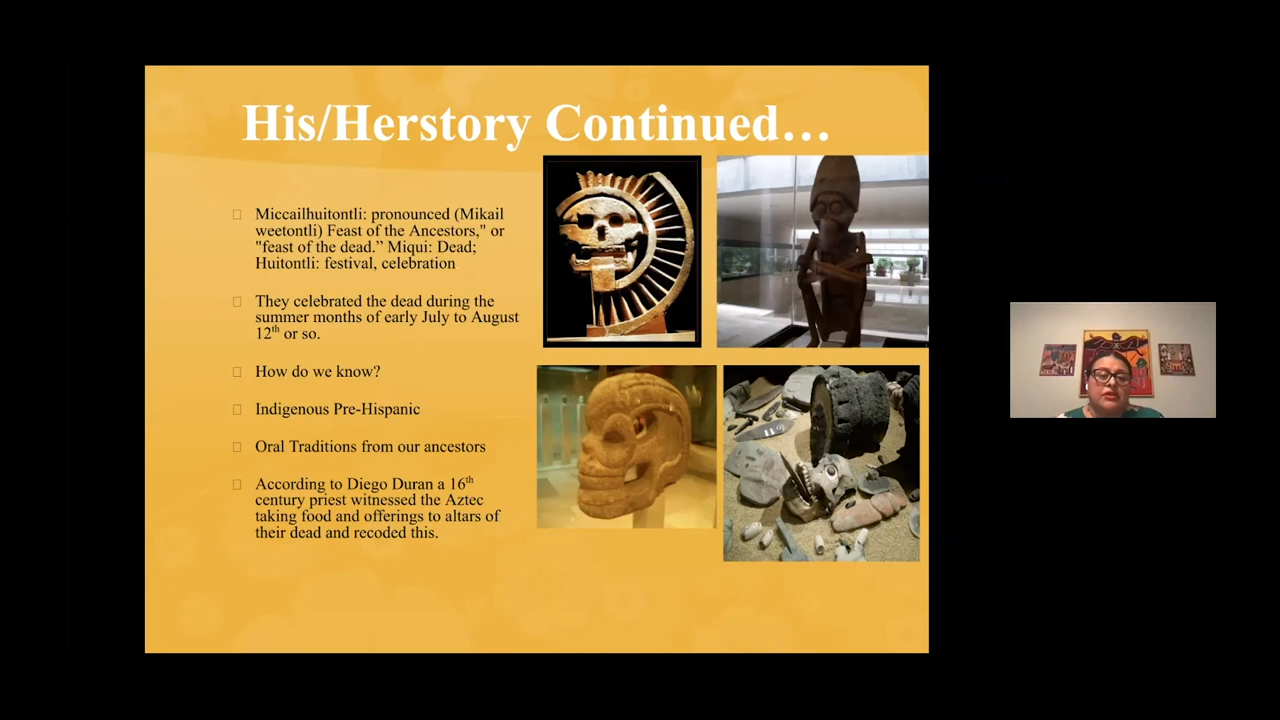 His/Herstory Continued…
Miccailhuitontli: pronounced (Mikail
weetontli) Feast of the Ancestors," or
"feast of the dead.” Miqui: Dead;
Huitontli: festival, celebration
They celebrated the dead during the
summer months of early July to August
12th or so.
How do we know?
Indigenous Pre-Hispanic
Oral Traditions from our ancestors
According to Diego Duran a 16th
century priest witnessed the Aztec
taking food and offerings to altars of
their dead and recoded this.